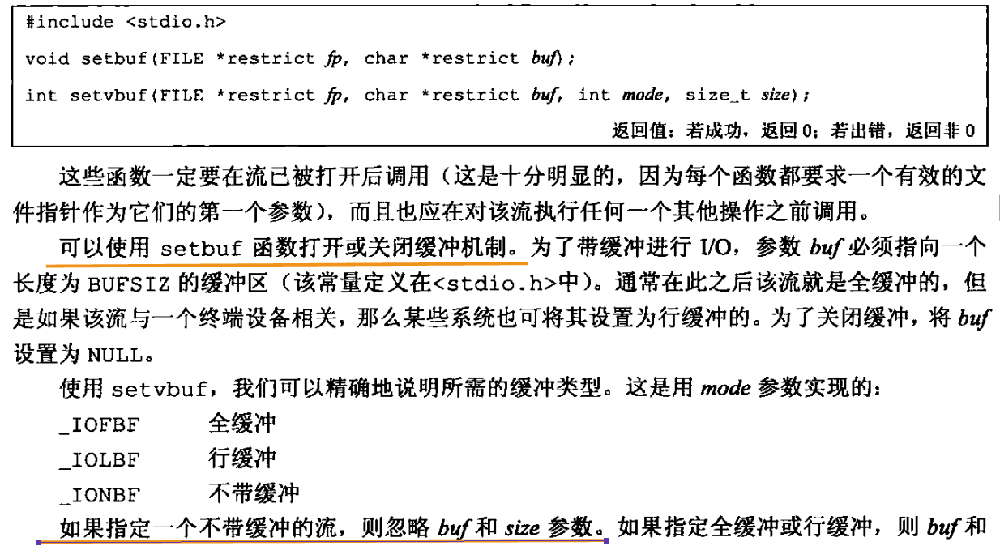 #include <stdio.h>
void setbuf(FILE *restrict fp, char *restrict buf);
int setvbuf(FILE *restrict fp, char *restrict buf, int mode, size_t size);
返回值：若成功，返回 0；若出错，返回非 0
这些函数一定要在流已被打开后调用（这是十分明显的，因为每个函数都要求一个有效的文
件指针作为它们的第一个参数），而且也应在对该流执行任何一个其他操作之前调用。
可以使用 setbuf 函数打开或关闭缓冲机制。为了带缓冲进行 I/O，参数 buf 必须指向一个
长度为 BUFSIZ 的缓冲区（该常量定义在<stdio.h>中）。通常在此之后该流就是全缓冲的，但
是如果该流与一个终端设备相关，那么某些系统也可将其设置为行缓冲的。为了关闭缓冲，将 buf
设置为 NULL。
使用 setvbuf，我们可以精确地说明所需的缓冲类型。这是用 mode 参数实现的：
_IOFBF 全缓冲
_IOLBF 行缓冲
_IONBF 不带缓冲
如果指定一个不带缓冲的流，则忽略 buf 和 size 参数。如果指定全缓冲或行缓冲，则 buf 和